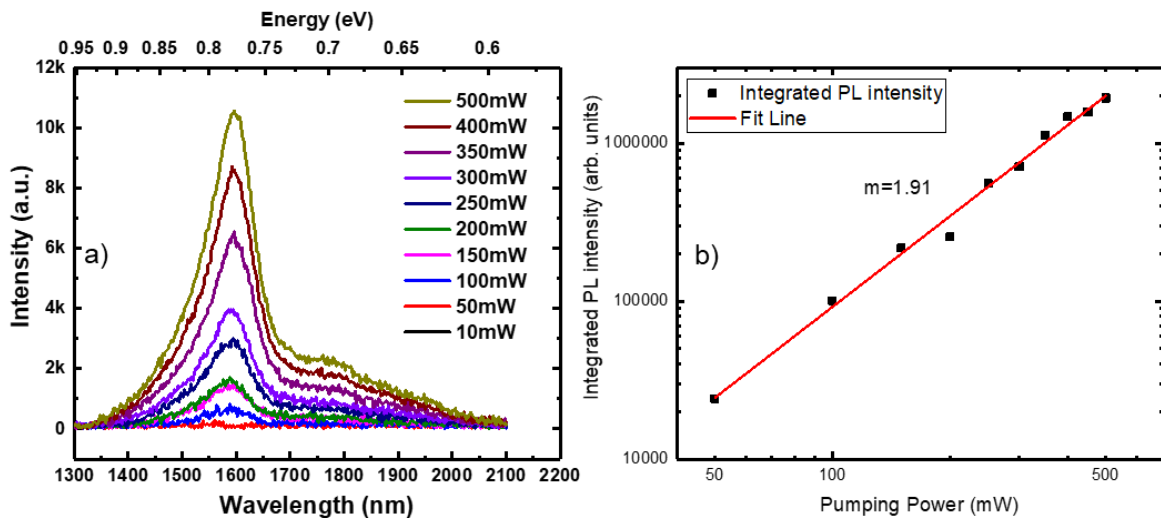 Energy (eV)
0.95 0.9 0.85 0.8 0.75 0.7 0.65 0.6
12k
10k
8k
6k
4k
2k
0
Intensity (a.u.)
a)
500mW
400mW
350mW
300mW
250mW
200mW
150mW
100mW
50mW
10mW
1300 1400 1500 1600 1700 1800 1900 2000 2100 2200
Wavelength (nm)
Integrated PL intensity (arb. units)
1000000
100000
10000
Integrated PL intensity
Fit Line
m=1.91
b)
50 100 500
Pumping Power (mW)